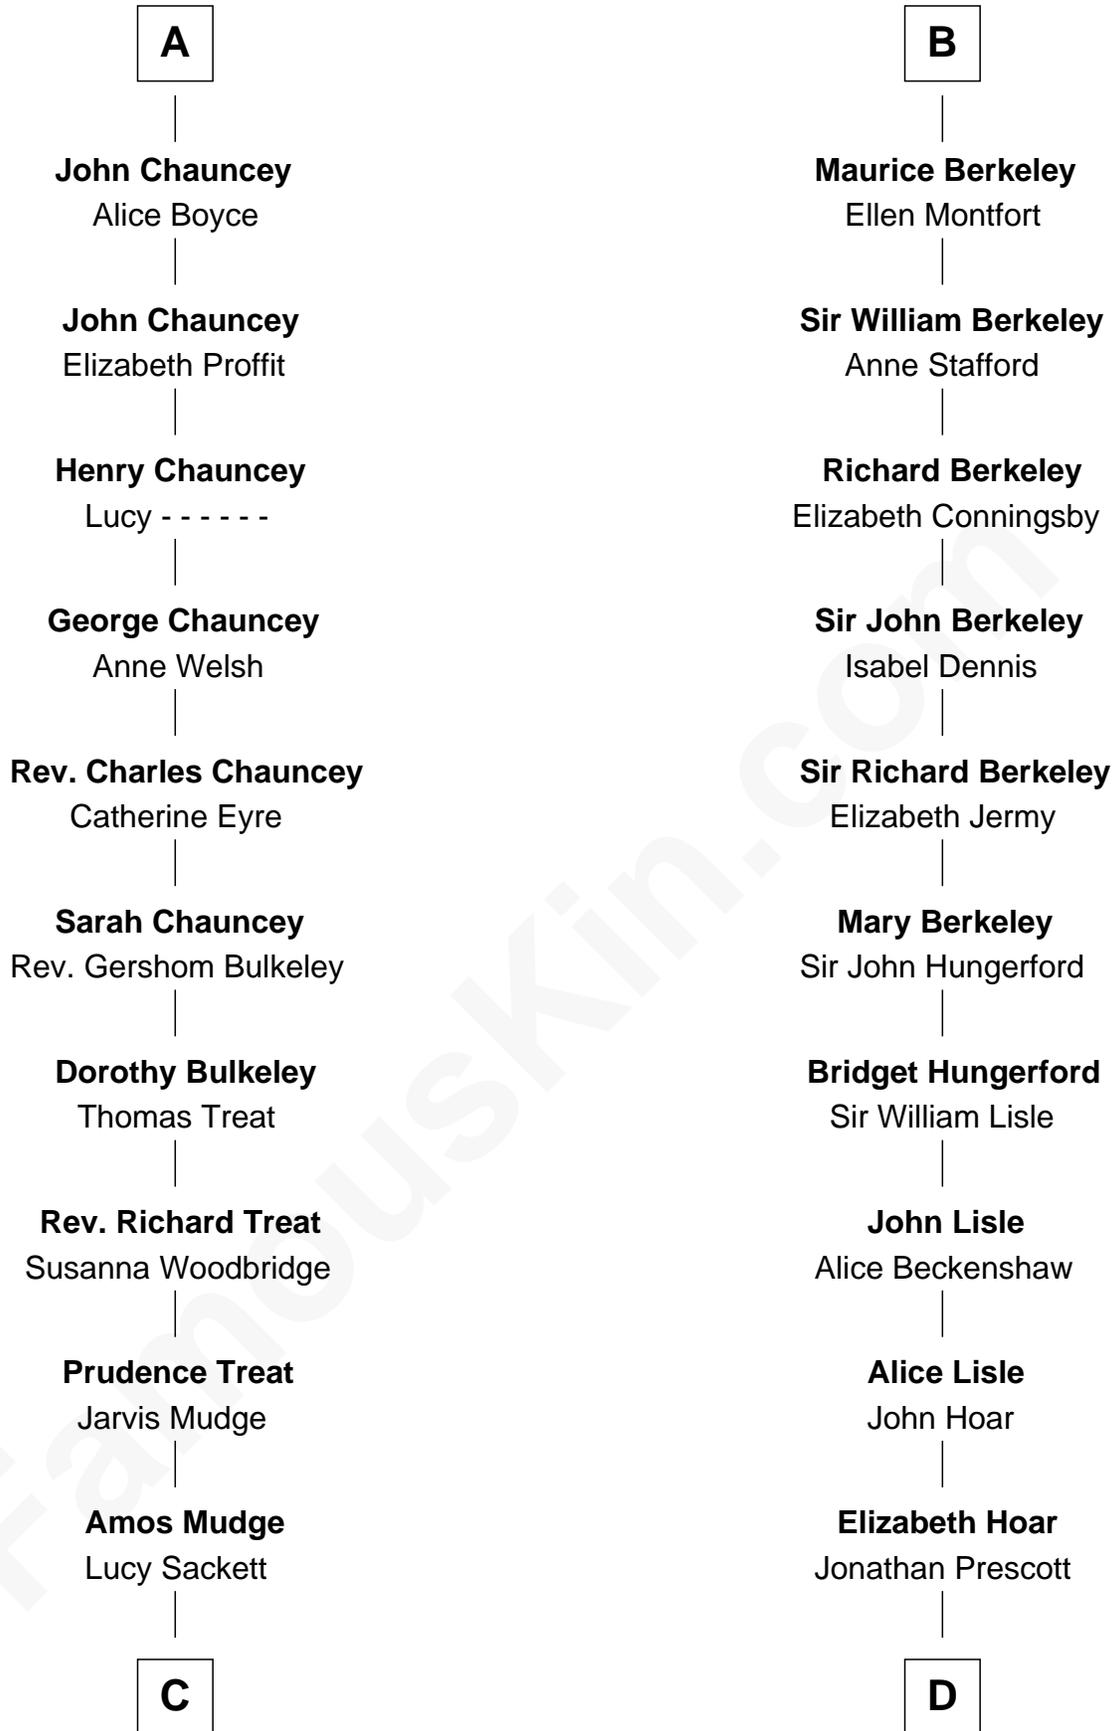 A
John Chauncey
Alice Boyce
John Chauncey
Elizabeth Proffit
Henry Chauncey
Lucy - - - - - -
George Chauncey
Anne Welsh
Rev. Charles Chauncey
Catherine Eyre
Sarah Chauncey
Rev. Gershom Bulkeley
Dorothy Bulkeley
Thomas Treat
Rev. Richard Treat
Susanna Woodbridge
Prudence Treat
Jarvis Mudge
Amos Mudge
Lucy Sackett
C
B
Maurice Berkeley
Ellen Montfort
Sir William Berkeley
Anne Stafford
Richard Berkeley
Elizabeth Conningsby
Sir John Berkeley
Isabel Dennis
Sir Richard Berkeley
Elizabeth Jermy
Mary Berkeley
Sir John Hungerford
Bridget Hungerford
Sir William Lisle
John Lisle
Alice Beckenshaw
Alice Lisle
John Hoar
Elizabeth Hoar
Jonathan Prescott
D
FamousKin.com